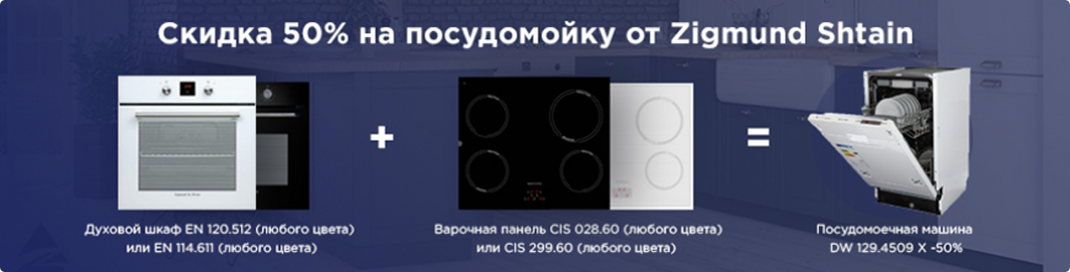 Скидка 50% на посудомойку от Zigmund Shtain
+
=
Духовой шкаф EN 120.512 (любого цвета)
или EN 114.611 (любого цвета)
Варочная панель CIS 028.60 (любого цвета)
или CIS 299.60 (любого цвета)
Посудомоечная машина
DW 129.4509 X -50%